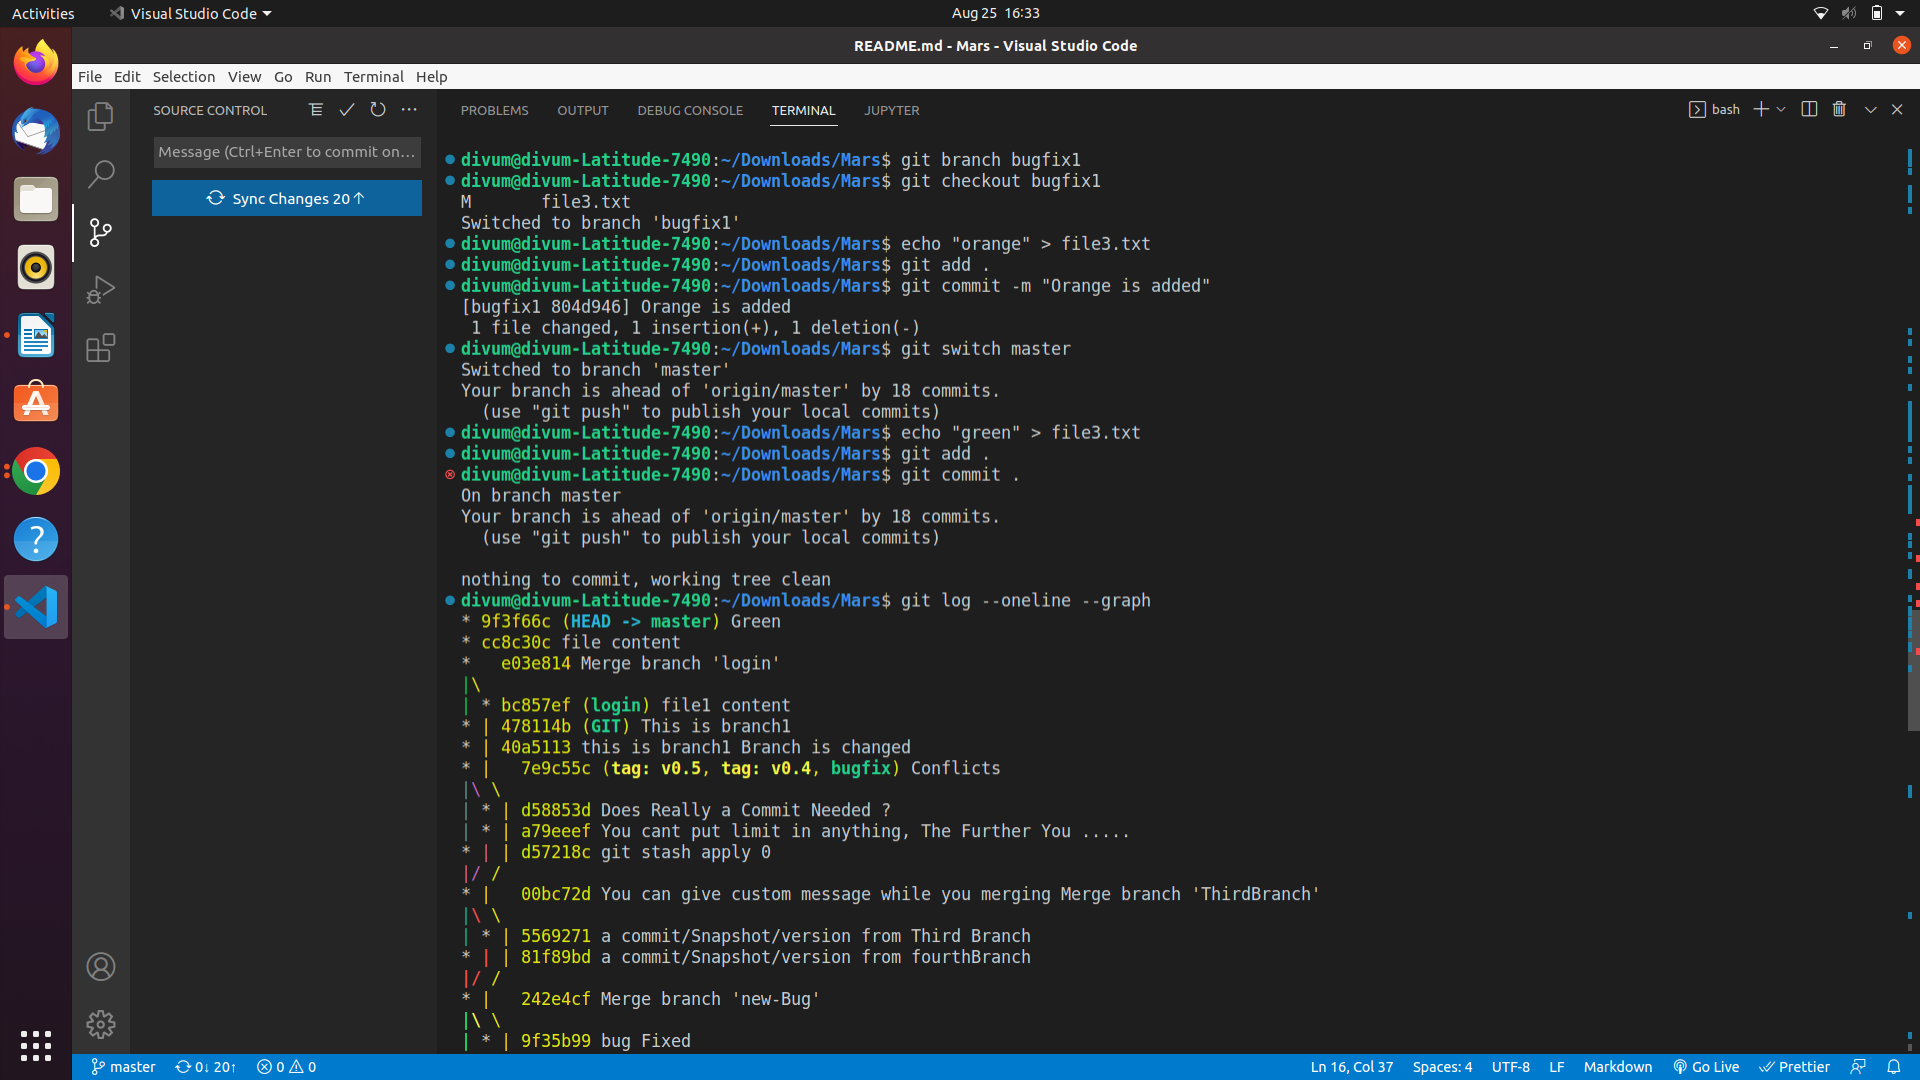 Activities
Visual Studio Code
Aug 25 16:33
README.md - Mars - Visual Studio Code
File Edit Selection View Go Run Terminal Help
SOURCE CONTROL
Message (Ctrl+Enter to commit on…
Sync Changes 20↑
PROBLEMS OUTPUT DEBUG CONSOLE TERMINAL JUPYTER
bash
divum@divum-Latitude-7490:~/Downloads/Mars$ git branch bugfix1
divum@divum-Latitude-7490:~/Downloads/Mars$ git checkout bugfix1
M       file3.txt
Switched to branch 'bugfix1'
divum@divum-Latitude-7490:~/Downloads/Mars$ echo "orange" > file3.txt
divum@divum-Latitude-7490:~/Downloads/Mars$ git add .
divum@divum-Latitude-7490:~/Downloads/Mars$ git commit -m "Orange is added"
[bugfix1 804d946] Orange is added
 1 file changed, 1 insertion(+), 1 deletion(-)
divum@divum-Latitude-7490:~/Downloads/Mars$ git switch master
Switched to branch 'master'
Your branch is ahead of 'origin/master' by 18 commits.
  (use "git push" to publish your local commits)
divum@divum-Latitude-7490:~/Downloads/Mars$ echo "green" > file3.txt
divum@divum-Latitude-7490:~/Downloads/Mars$ git add .
divum@divum-Latitude-7490:~/Downloads/Mars$ git commit .
On branch master
Your branch is ahead of 'origin/master' by 18 commits.
  (use "git push" to publish your local commits)
nothing to commit, working tree clean
divum@divum-Latitude-7490:~/Downloads/Mars$ git log --oneline --graph
* 9f3f66c (HEAD -> master) Green
* cc8c30c file content
*   e03e814 Merge branch 'login'
|\
| * bc857ef (login) file1 content
* | 478114b (GIT) This is branch1
* | 40a5113 this is branch1 Branch is changed
* |   7e9c55c (tag: v0.5, tag: v0.4, bugfix) Conflicts
|\ \
| * | d58853d Does Really a Commit Needed ?
| * | a79eeef You cant put limit in anything, The Further You .....
* | | d57218c git stash apply 0
|/ /
* |   00bc72d You can give custom message while you merging Merge branch 'ThirdBranch'
|\ \
| * | 5569271 a commit/Snapshot/version from Third Branch
* | | 81f89bd a commit/Snapshot/version from fourthBranch
|/ /
* |   242e4cf Merge branch 'new-Bug'
|\ \
| * | 9f35b99 bug Fixed
master 0↓ 20↑ 0 0
Ln 16, Col 37 Spaces: 4 UTF-8 LF Markdown Go Live Prettier